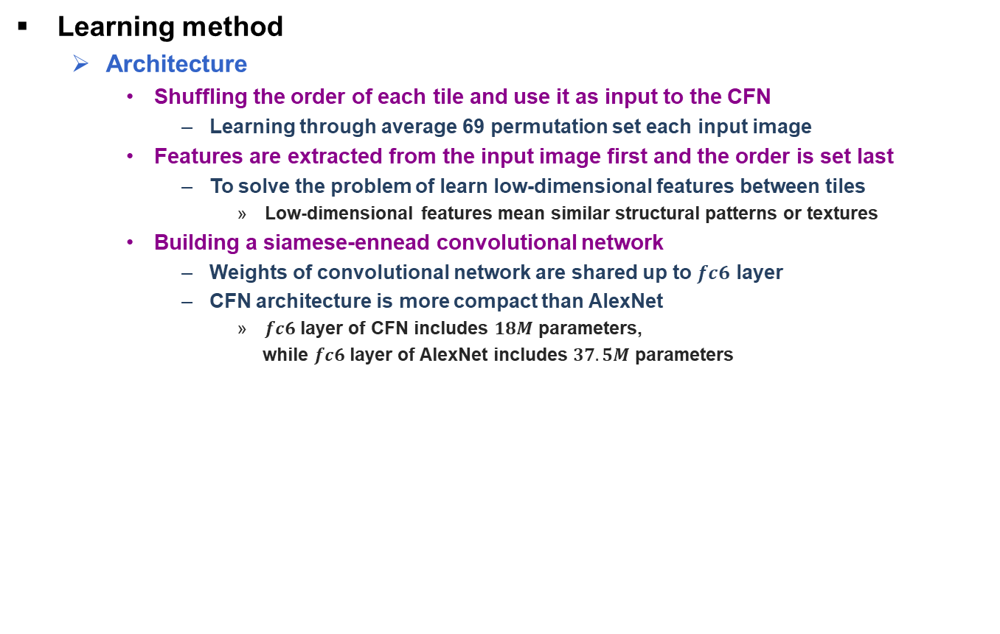 ▪ Learning method
➢ Architecture
• Shuffling the order of each tile and use it as input to the CFN
– Learning through average 69 permutation set each input image
• Features are extracted from the input image first and the order is set last
– To solve the problem of learn low-dimensional features between tiles
» Low-dimensional features mean similar structural patterns or textures
• Building a siamese-ennead convolutional network
– Weights of convolutional network are shared up to fc6 layer
– CFN architecture is more compact than AlexNet
» fc6 layer of CFN includes 18M parameters,
while fc6 layer of AlexNet includes 37.5M parameters